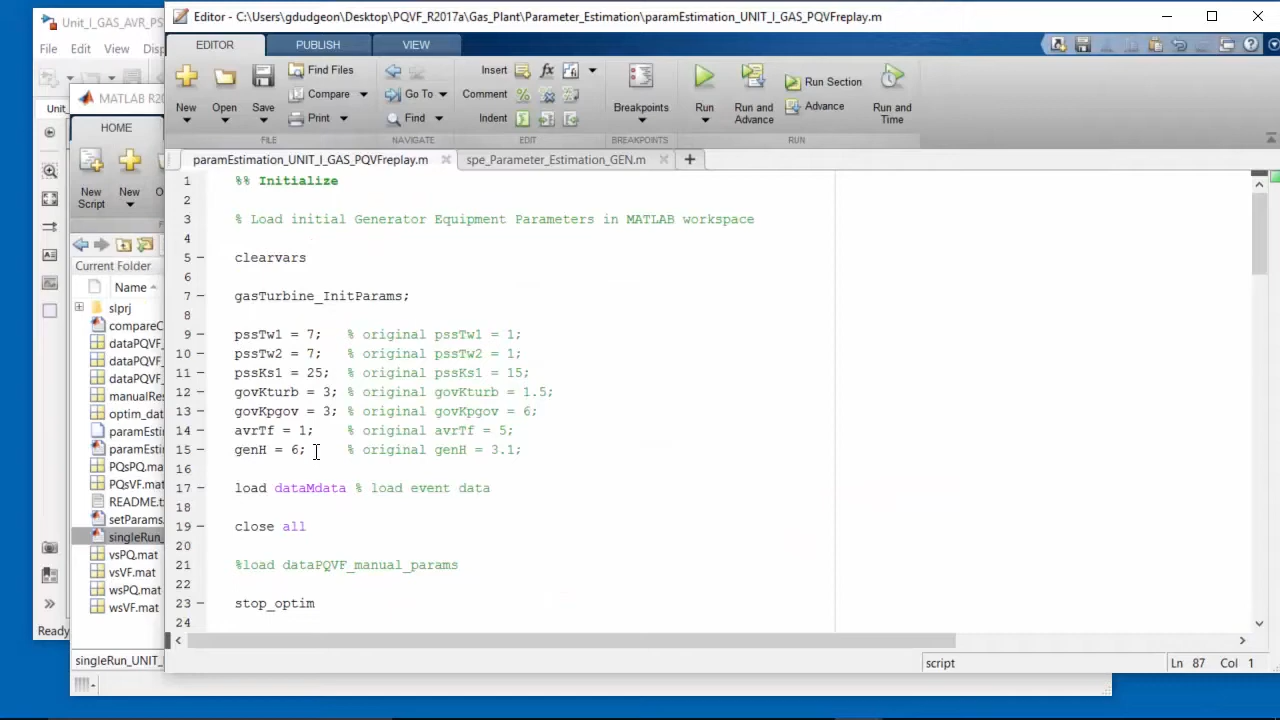 Unit_I_GAS_AVR_PS
File Edit View Disp
Unit_
MATLAB R20
HOME
New Script
New
Current Folder
Name
slprj
compareC
dataPQVF_
dataPQVF_
dataPQVF_
manualRes
optim_dat
paramEstin
paramEstin
PQsPQ.ma
PQsVF.mat
README.t
setParams.
singleRun_
vsPQ.mat
vsVF.mat
wsPQ.mat
wsVF.mat
Ready
singleRun_UNIT_
Editor - C:\Users\gdudgeon\Desktop\PQVF_R2017a\Gas_Plant\Parameter_Estimation\paramEstimation_UNIT_I_GAS_PQVFreplay.m
EDITOR PUBLISH VIEW
New
Open
Save
Find Files
Compare
Print
Go To
Find
Insert
Comment
Indent
Breakpoints
Run
Run and Advance
Run Section
Advance
Run and Time
FILE NAVIGATE EDIT BREAKPOINTS RUN
paramEstimation_UNIT_I_GAS_PQVFreplay.m spe_Parameter_Estimation_GEN.m
1 %% Initialize
2
3 % Load initial Generator Equipment Parameters in MATLAB workspace
4
5 – clearvars
6
7 – gasTurbine_InitParams;
8
9 – pssTw1 = 7; % original pssTw1 = 1;
10 – pssTw2 = 7; % original pssTw2 = 1;
11 – pssKs1 = 25; % original pssKs1 = 15;
12 – govKturb = 3; % original govKturb = 1.5;
13 – govKpgov = 3; % original govKpgov = 6;
14 – avrTf = 1; % original avrTf = 5;
15 – genH = 6; % original genH = 3.1;
16
17 – load dataMdata % load event data
18
19 – close all
20
21 %load dataPQVF_manual_params
22
23 – stop_optim
24
script Ln 87 Col 1